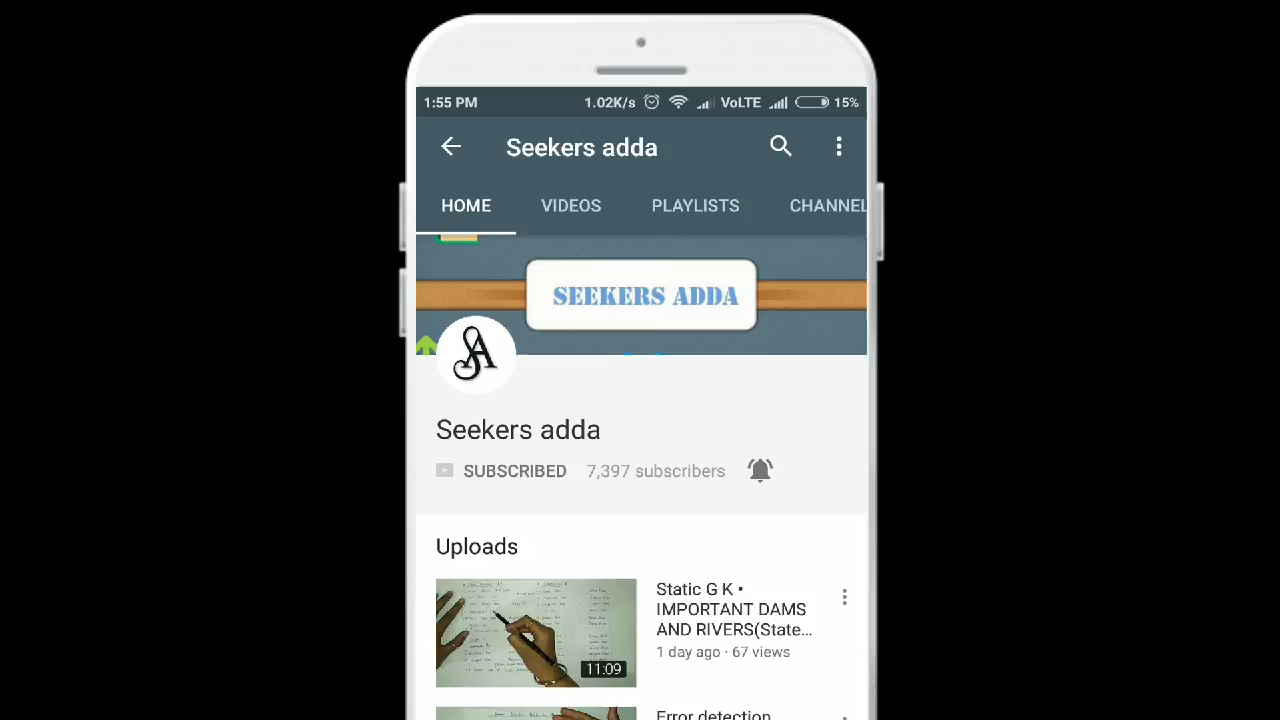 1:55 PM 1.02K/s VoLTE 15%
Seekers adda
HOME VIDEOS PLAYLISTS CHANNEL
SEEKERS ADDA
SA
Seekers adda
SUBSCRIBED 7,397 subscribers
Uploads
Static G K •
IMPORTANT DAMS
AND RIVERS(State...
1 day ago · 67 views
11:09
Error detection